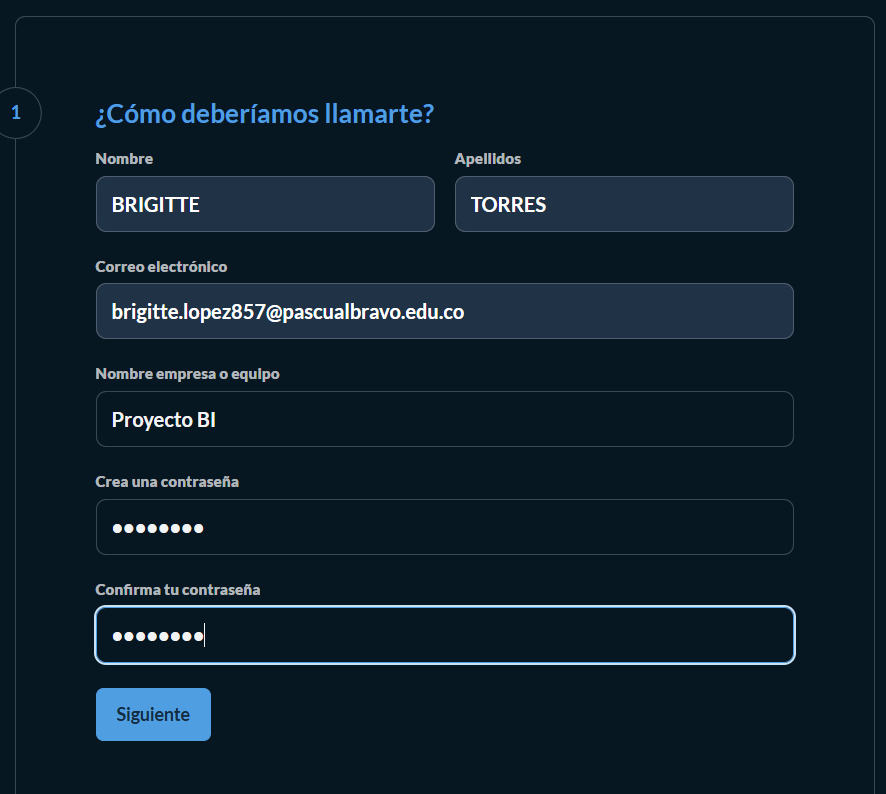 1
¿Cómo deberíamos llamarte?
Nombre
Apellidos
BRIGITTE
TORRES
Correo electrónico
brigitte.lopez857@pascualbravo.edu.co
Nombre empresa o equipo
Proyecto BI
Crea una contraseña
●●●●●●●●
Confirma tu contraseña
●●●●●●●●
Siguiente